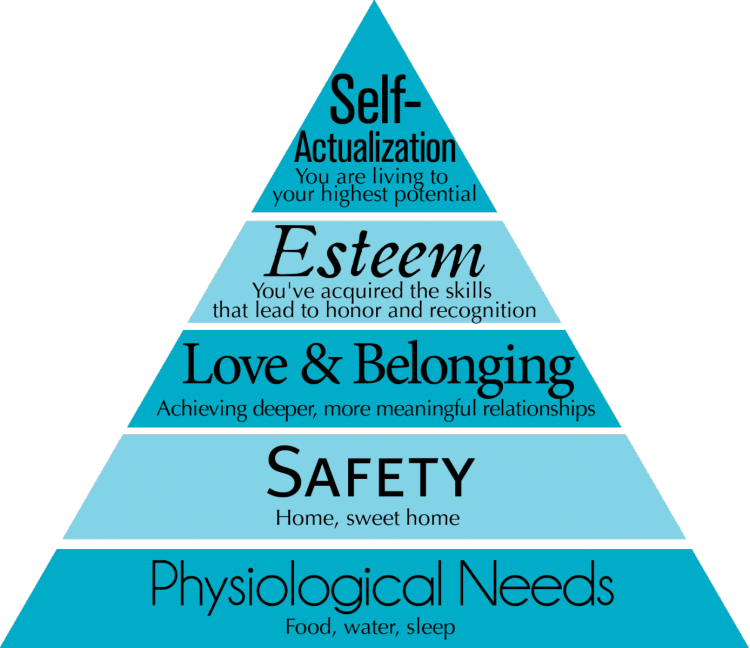 Self-
Actualization
You are living to
your highest potential
Esteem
You've acquired the skills
that lead to honor and recognition
Love & Belonging
Achieving deeper, more meaningful relationships
SAFETY
Home, sweet home
Physiological Needs
Food, water, sleep